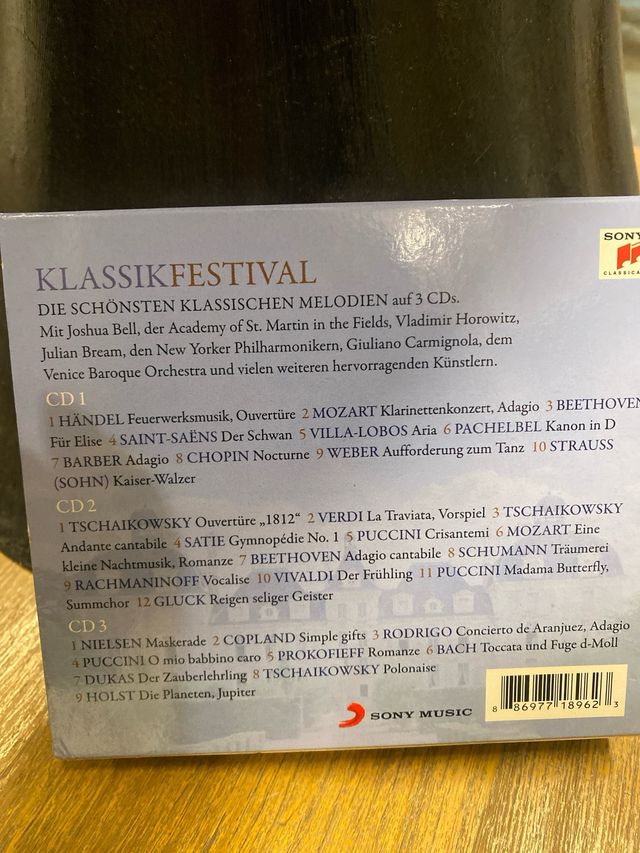 KLASSIKFESTIVAL
DIE SCHÖNSTEN KLASSISCHEN MELODIEN auf 3 CDs.
Mit Joshua Bell, der Academy of St. Martin in the Fields, Vladimir Horowitz,
Julian Bream, den New Yorker Philharmonikern, Giuliano Carmignola, dem
Venice Baroque Orchestra und vielen weiteren hervorragenden Künstlern.
CD 1
1 HÄNDEL Feuerwerksmusik, Ouvertüre 2 MOZART Klarinettenkonzert, Adagio 3 BEETHOVEN
Für Elise 4 SAINT-SAËNS Der Schwan 5 VILLA-LOBOS Aria 6 PACHELBEL Kanon in D
7 BARBER Adagio 8 CHOPIN Nocturne 9 WEBER Aufforderung zum Tanz 10 STRAUSS
(SOHN) Kaiser-Walzer
CD 2
1 TSCHAIKOWSKY Ouvertüre „1812“ 2 VERDI La Traviata, Vorspiel 3 TSCHAIKOWSKY
Andante cantabile 4 SATIE Gymnopédie No. 1 5 PUCCINI Crisantemi 6 MOZART Eine
kleine Nachtmusik, Romanze 7 BEETHOVEN Adagio cantabile 8 SCHUMANN Träumerei
9 RACHMANINOFF Vocalise 10 VIVALDI Der Frühling 11 PUCCINI Madama Butterfly,
Summchor 12 GLUCK Reigen seliger Geister
CD 3
1 NIELSEN Maskerade 2 COPLAND Simple gifts 3 RODRIGO Concierto de Aranjuez, Adagio
4 PUCCINI O mio babbino caro 5 PROKOFIEFF Romanze 6 BACH Toccata und Fuge d-Moll
7 DUKAS Der Zauberlehrling 8 TSCHAIKOWSKY Polonaise
9 HOLST Die Planeten, Jupiter
SONY MUSIC
8 86977 18962 3
SONY
CLASSICA